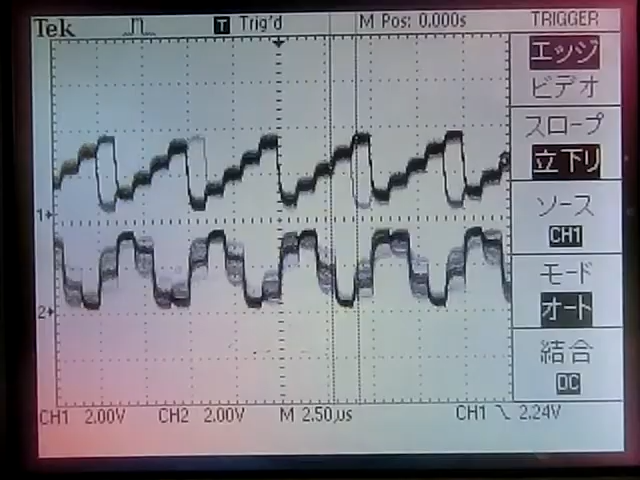 Tek T Trig'd M Pos: 0.000s TRIGGER
エッジ
ビデオ
スロープ
立下り
1
ソース
CH1
モード
2
オート
結合
DC
CH1 2.00V CH2 2.00V M 2.50µs CH1 2.24V